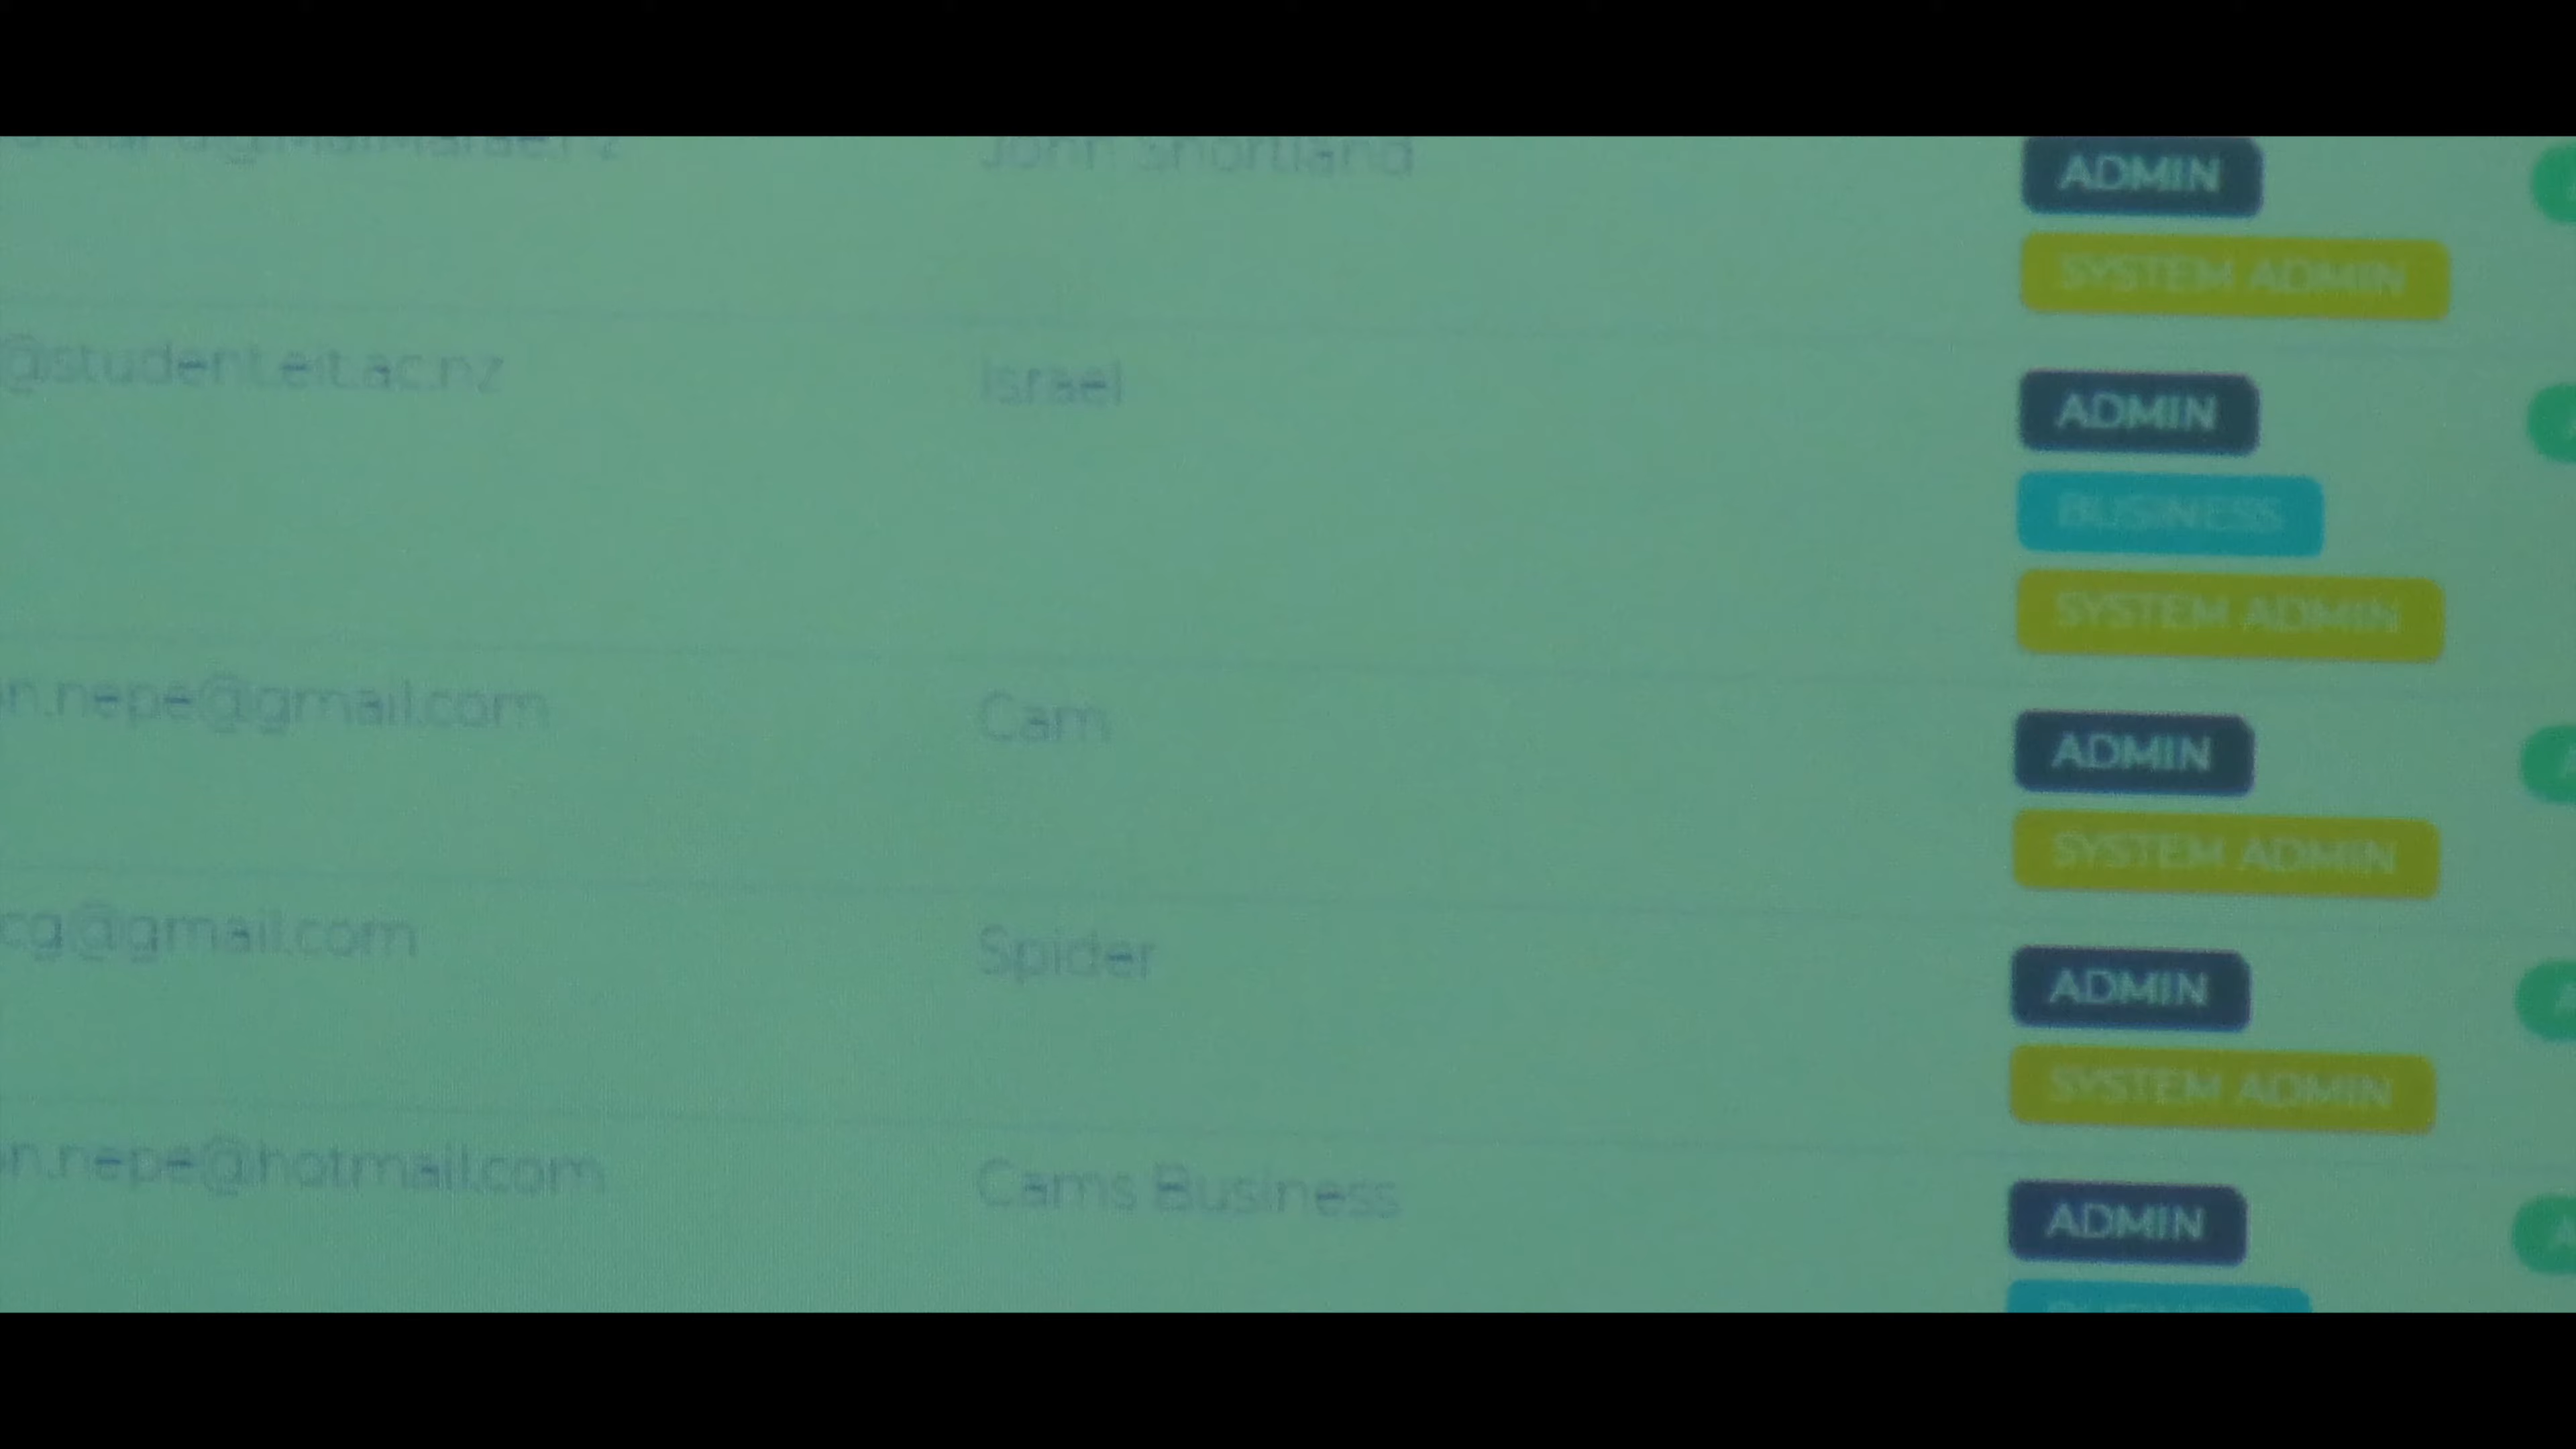 John Shortland
ADMIN
SYSTEM ADMIN
@student.eit.ac.nz
Israel
ADMIN
BUSINESS
SYSTEM ADMIN
n.nepe@gmail.com
Cam
ADMIN
SYSTEM ADMIN
cg@gmail.com
Spider
ADMIN
SYSTEM ADMIN
n.nepe@hotmail.com
Cams Business
ADMIN